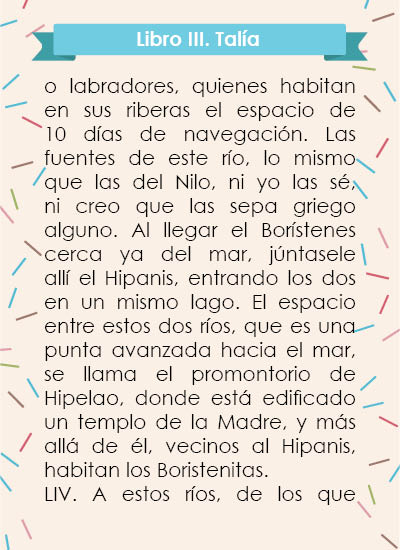 Libro III. Talía
o labradores, quienes habitan
en sus riberas el espacio de
10 días de navegación. Las
fuentes de este río, lo mismo
que las del Nilo, ni yo las sé,
ni creo que las sepa griego
alguno. Al llegar el Borístenes
cerca ya del mar, júntasele
allí el Hipanis, entrando los dos
en un mismo lago. El espacio
entre estos dos ríos, que es una
punta avanzada hacia el mar,
se llama el promontorio de
Hipelao, donde está edificado
un templo de la Madre, y más
allá de él, vecinos al Hipanis,
habitan los Boristenitas.
LIV. A estos ríos, de los que